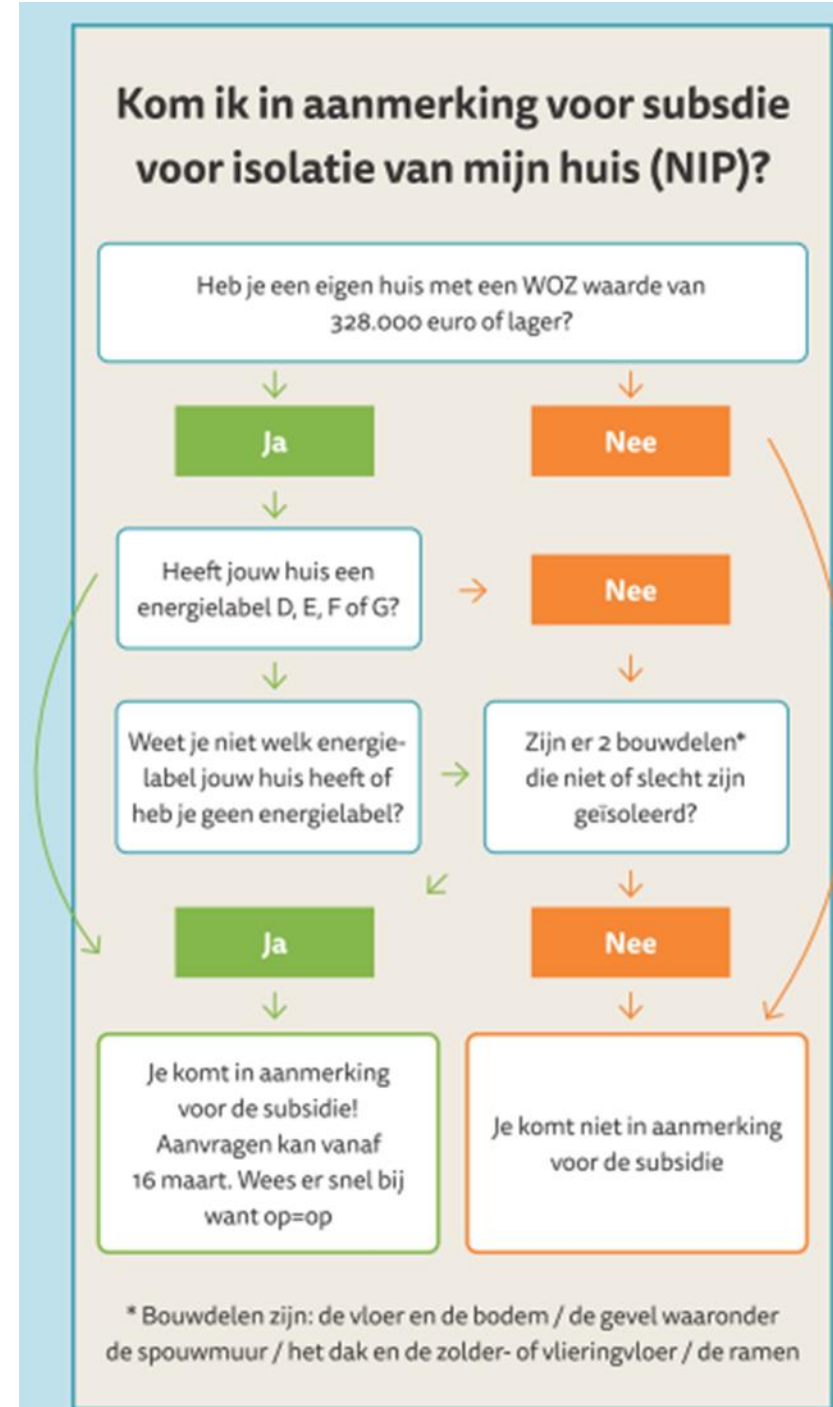 Kom ik in aanmerking voor subsdie
voor isolatie van mijn huis (NIP)?
Heb je een eigen huis met een WOZ waarde van
328.000 euro of lager?
Ja
Nee
Heeft jouw huis een
energielabel D, E, F of G?
Nee
Weet je niet welk energie-
label jouw huis heeft of
heb je geen energielabel?
Zijn er 2 bouwdelen*
die niet of slecht zijn
geïsoleerd?
Ja
Nee
Je komt in aanmerking
voor de subsidie!
Aanvragen kan vanaf
16 maart. Wees er snel bij
want op=op
Je komt niet in aanmerking
voor de subsidie
* Bouwdelen zijn: de vloer en de bodem / de gevel waaronder
de spouwmuur / het dak en de zolder- of vlieringvloer / de ramen